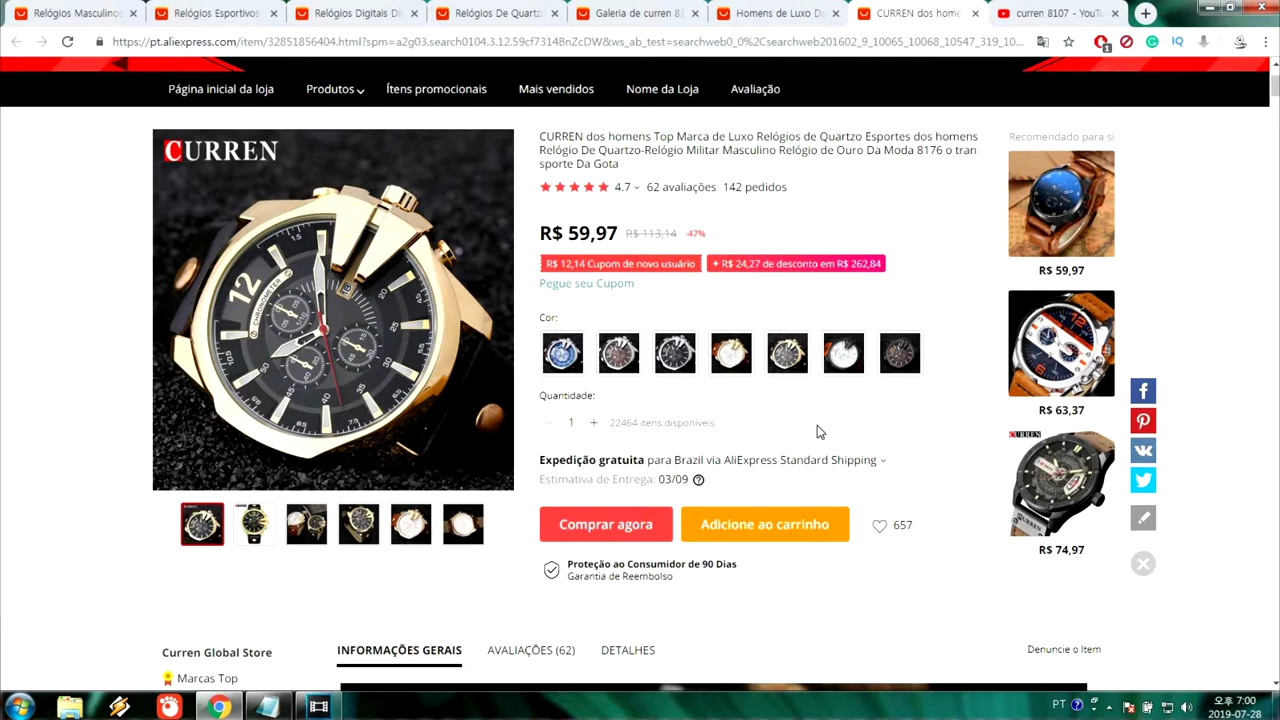 Relógios Masculinos
Relógios Esportivos
Relógios Digitais Di
Relógios De Quartz
Galeria de curren 81
Homens de Luxo D
CURREN dos home
curren 8107 - YouTu
https://pt.aliexpress.com/item/32851856404.html?spm=a2g03.search0104.3.12.59cf7314BnZcDW&ws_ab_test=searchweb0_0%2Csearchweb201602_9_10065_10068_10547_319_10...
Página inicial da loja
Produtos
Ítens promocionais
Mais vendidos
Nome da Loja
Avaliação
CURREN
12
CHRONOMETER
CURREN dos homens Top Marca de Luxo Relógios de Quartzo Esportes dos homens
Relógio De Quartzo-Relógio Militar Masculino Relógio de Ouro Da Moda 8176 o tran
sporte Da Gota
4.7 62 avaliações 142 pedidos
R$ 59,97 R$ 113,14 -47%
R$ 12,14 Cupom de novo usuário
+ R$ 24,27 de desconto em R$ 262,84
Pegue seu Cupom
Cor:
Quantidade:
1 + 22464 itens disponíveis
Expedição gratuita para Brazil via AliExpress Standard Shipping
Estimativa de Entrega: 03/09
Comprar agora
Adicione ao carrinho
657
Proteção ao Consumidor de 90 Dias
Garantia de Reembolso
Recomendado para si
R$ 59,97
R$ 63,37
CURREN
R$ 74,97
Curren Global Store
Marcas Top
INFORMAÇÕES GERAIS
AVALIAÇÕES (62)
DETALHES
Denuncie o Item
PT
오후 7:00
2019-07-28